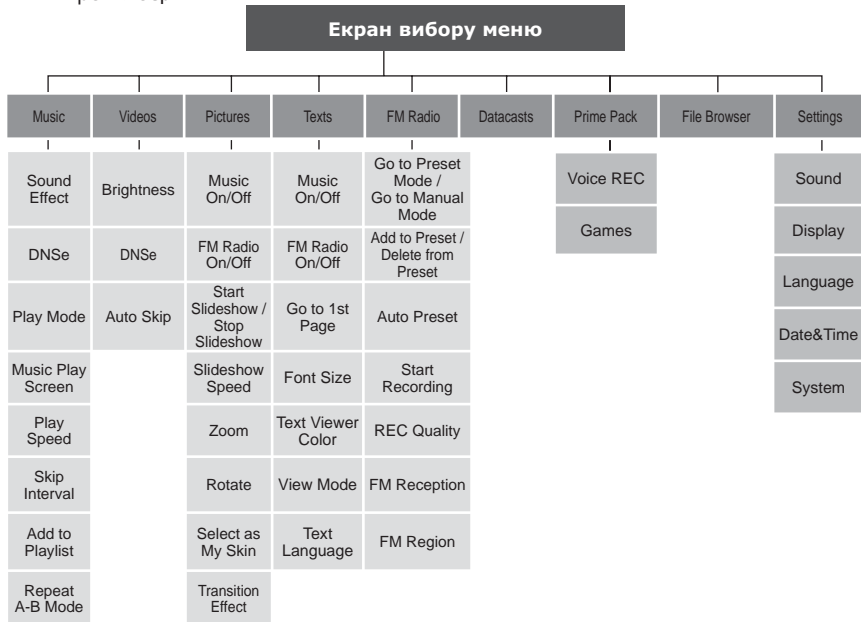 Екран вибору меню
Music
Videos
Pictures
Texts
FM Radio
Datacasts
Prime Pack
File Browser
Settings
Sound
Effect
DNSe
Play Mode
Music Play
Screen
Play
Speed
Skip
Interval
Add to
Playlist
Repeat
A-B Mode
Brightness
DNSe
Auto Skip
Music
On/Off
FM Radio
On/Off
Start
Slideshow /
Stop
Slideshow
Slideshow
Speed
Zoom
Rotate
Select as
My Skin
Transition
Effect
Music
On/Off
FM Radio
On/Off
Go to 1st
Page
Font Size
Text Viewer
Color
View Mode
Text
Language
Go to Preset
Mode /
Go to Manual
Mode
Add to Preset /
Delete from
Preset
Auto Preset
Start
Recording
REC Quality
FM Reception
FM Region
Voice REC
Games
Sound
Display
Language
Date&Time
System